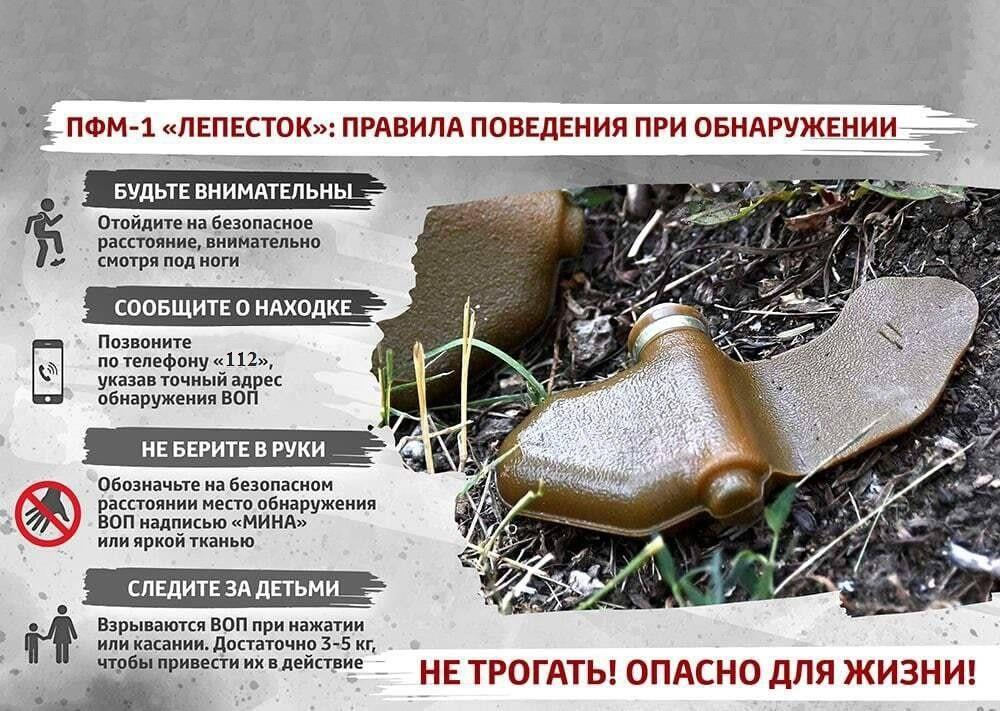 ПФМ-1 «ЛЕПЕСТОК»: ПРАВИЛА ПОВЕДЕНИЯ ПРИ ОБНАРУЖЕНИИ
БУДЬТЕ ВНИМАТЕЛЬНЫ
Отойдите на безопасное
расстояние, внимательно
смотря под ноги
СООБЩИТЕ О НАХОДКЕ
Позвоните
по телефону «112»,
указав точный адрес
обнаружения ВОП
НЕ БЕРИТЕ В РУКИ
Обозначьте на безопасном
расстоянии место обнаружения
ВОП надписью «МИНА»
или яркой тканью
СЛЕДИТЕ ЗА ДЕТЬМИ
Взрываются ВОП при нажатии
или касании. Достаточно 3-5 кг,
чтобы привести их в действие
НЕ ТРОГАТЬ! ОПАСНО ДЛЯ ЖИЗНИ!